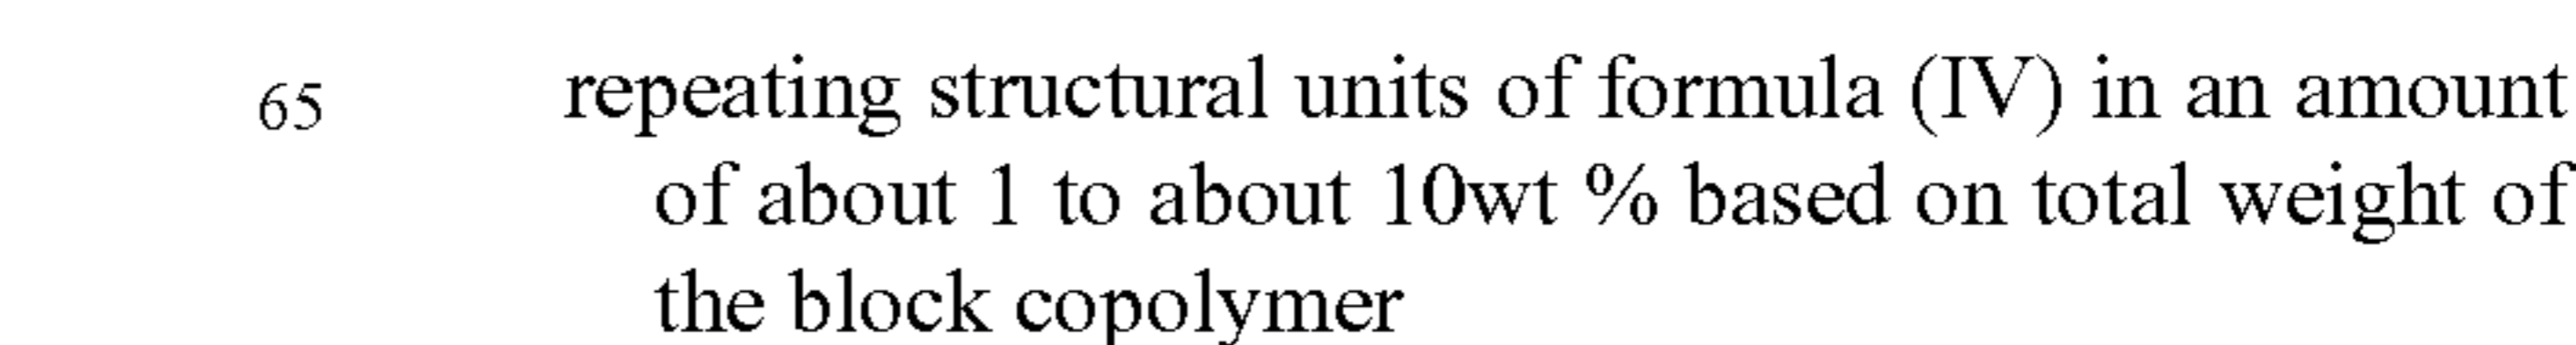 65 repeating structural units of formula (IV) in an amount
of about 1 to about 10wt % based on total weight of
the block copolymer